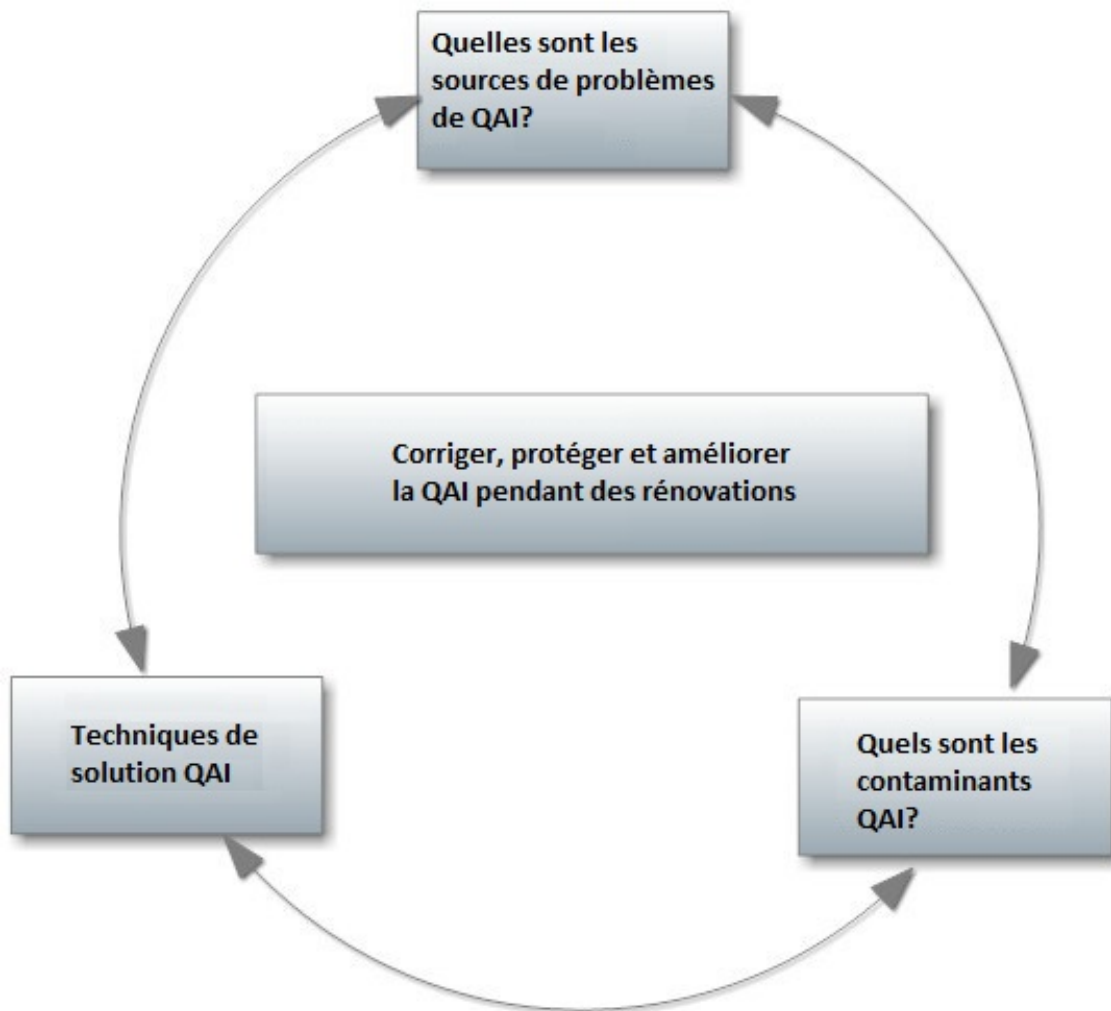 Quelles sont les
sources de problèmes
de QAI?
Corriger, protéger et améliorer
la QAI pendant des rénovations
Techniques de
solution QAI
Quels sont les
contaminants
QAI?